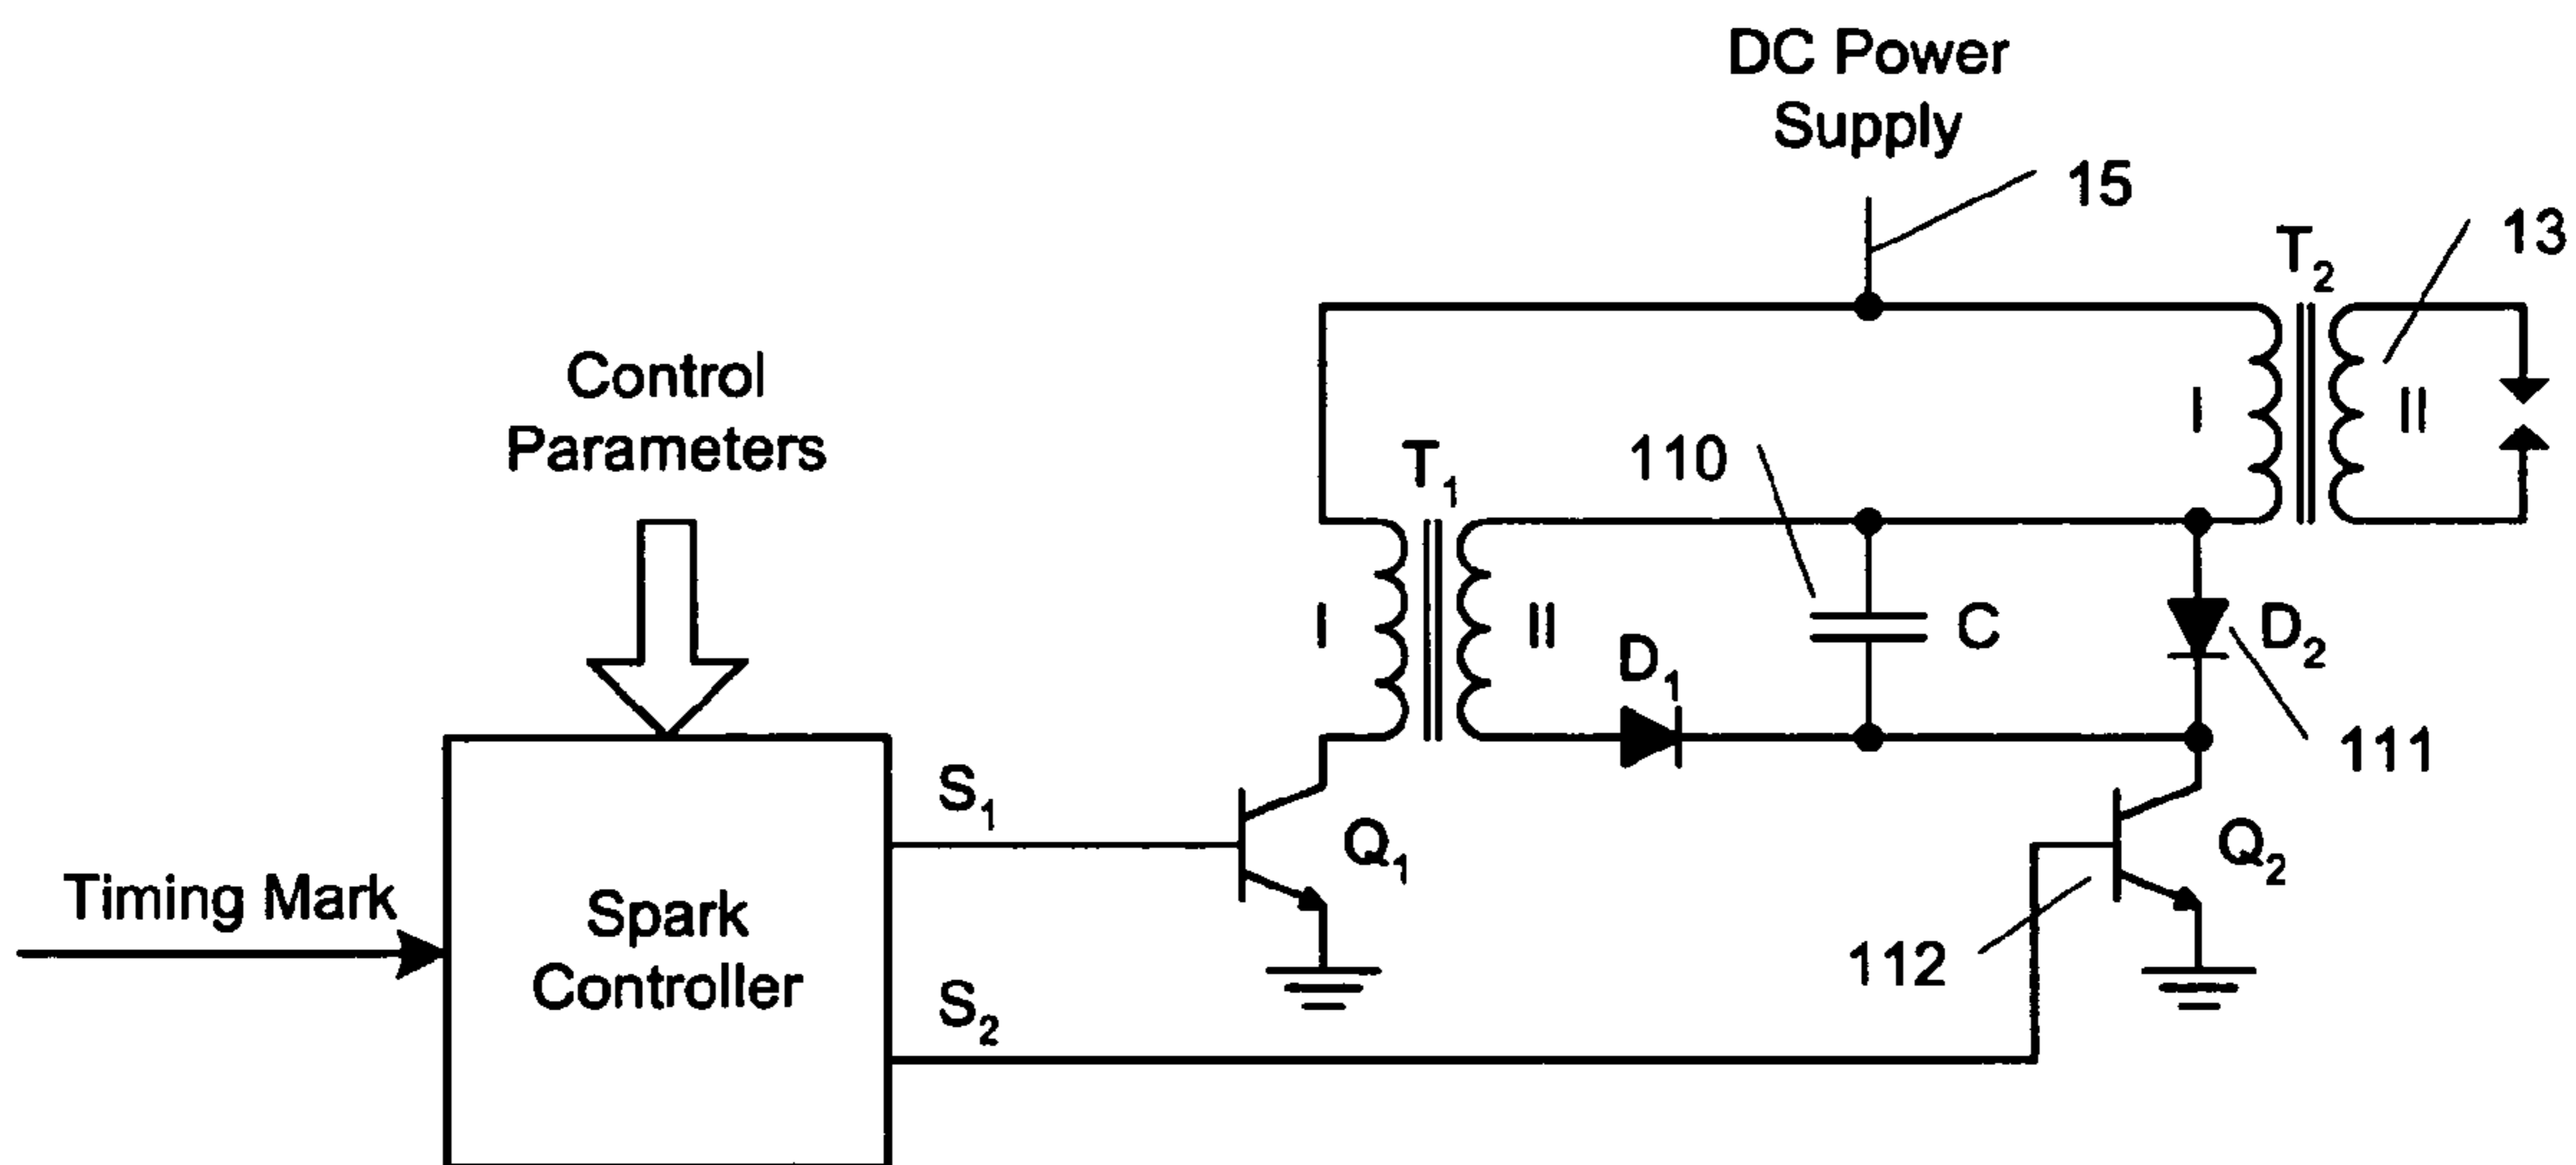 DC Power
Supply
15
13
T2
Control
Parameters
I
II
T1
110
I
II
C
D1
D2
111
S1
Q1
Q2
Timing Mark
Spark
Controller
112
S2